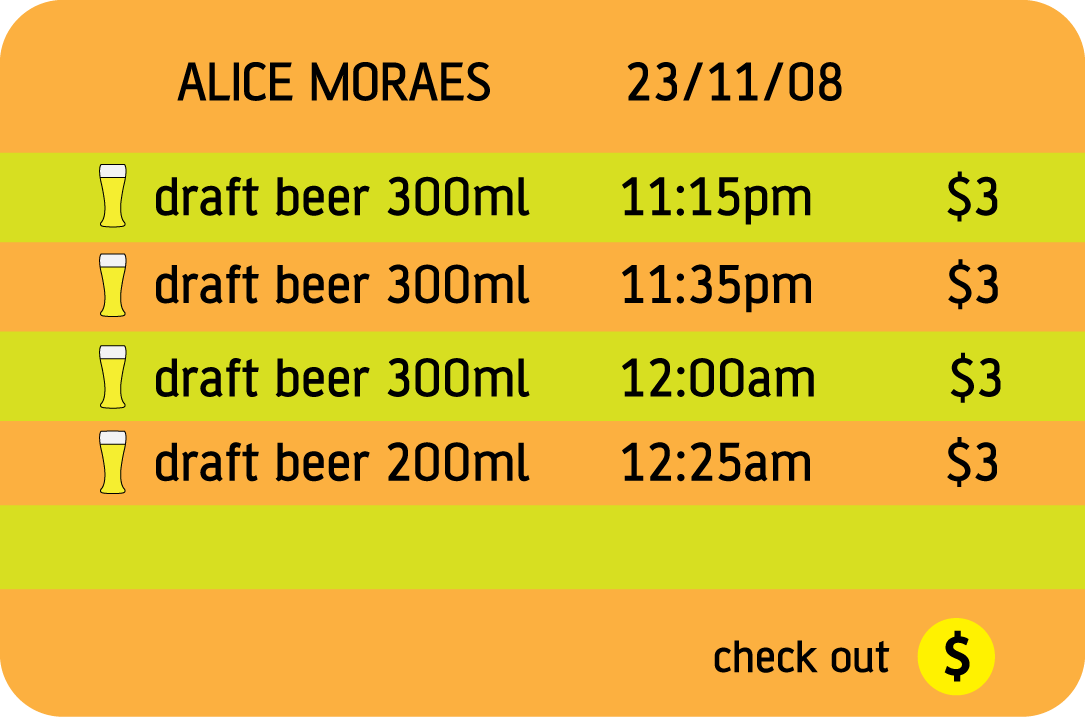 ALICE MORAES 23/11/08
draft beer 300ml 11:15pm $3
draft beer 300ml 11:35pm $3
draft beer 300ml 12:00am $3
draft beer 200ml 12:25am $3
check out $